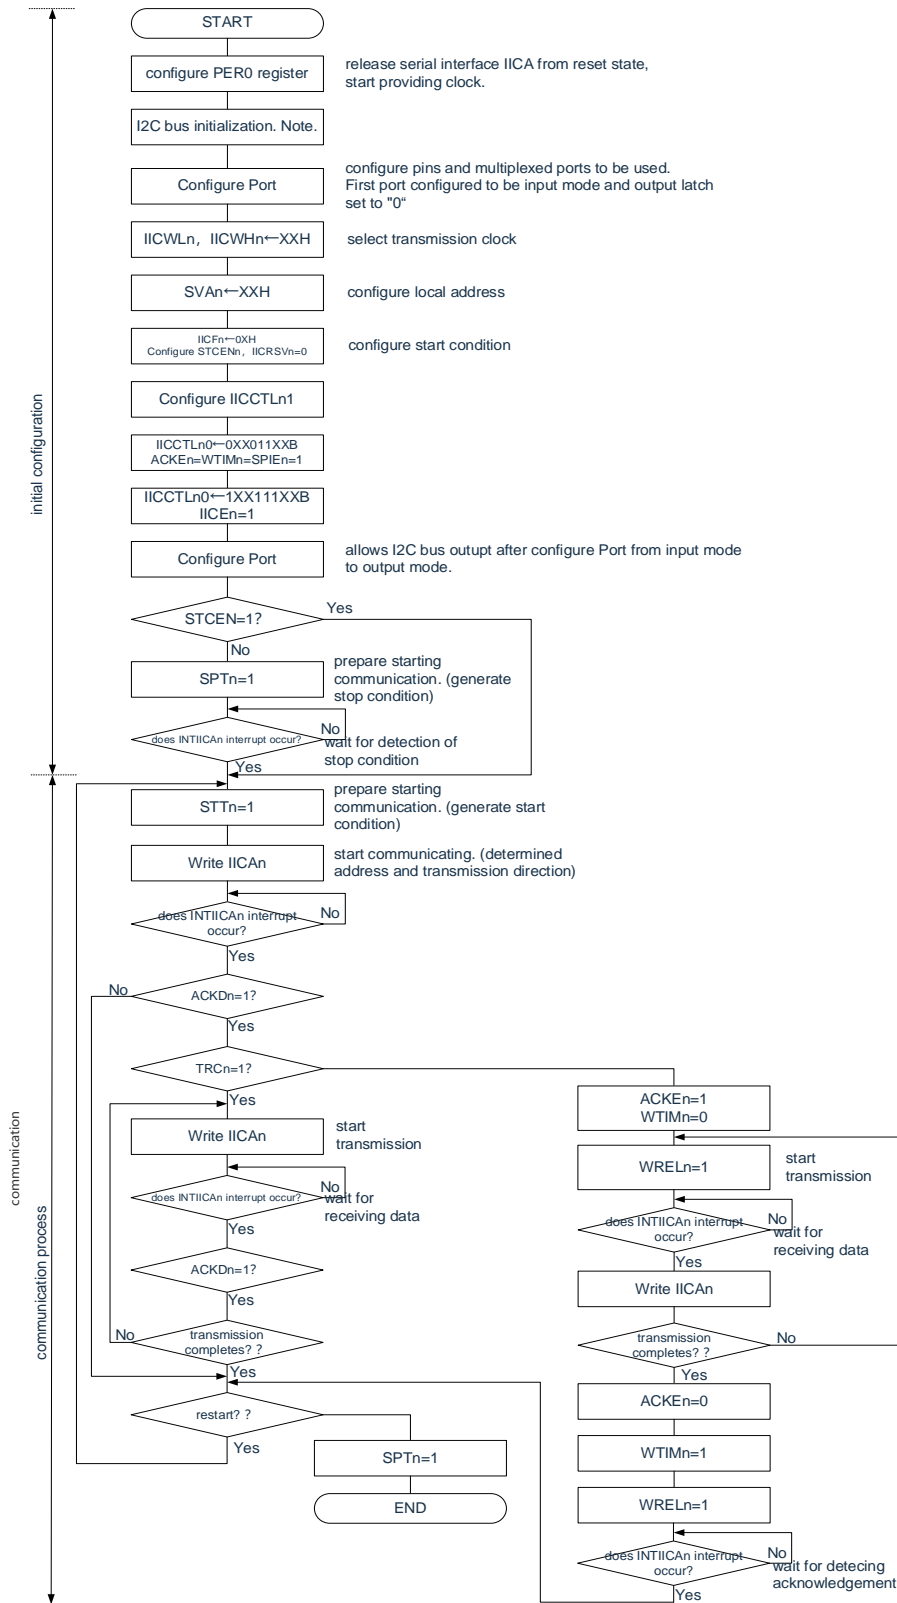 START
configure PER0 register
release serial interface IICA from reset state,
start providing clock.
I2C bus initialization. Note.
Configure Port
configure pins and multiplexed ports to be used.
First port configured to be input mode and output latch
set to "0“
IICWLn, IICWHn←XXH
select transmission clock
SVAn←XXH
configure local address
IICFn←0XH
Configure STCENn, IICRSVn=0
configure start condition
Configure IICCTLn1
IICCTLn0←0XX011XXB
ACKEn=WTIMn=SPIEn=1
IICCTLn0←1XX111XXB
IICEn=1
Configure Port
allows I2C bus outupt after configure Port from input mode
to output mode.
initial configuration
STCEN=1?
Yes
No
SPTn=1
prepare starting
communication. (generate
stop condition)
does INTIICAn interrupt occur?
No
wait for detection of
stop condition
Yes
STTn=1
prepare starting
communication. (generate start
condition)
Write IICAn
start communicating. (determined
address and transmission direction)
does INTIICAn interrupt
occur?
No
Yes
ACKDn=1?
No
Yes
TRCn=1?
Yes
Write IICAn
start
transmission
does INTIICAn interrupt occur?
No
wait for
receiving data
Yes
ACKDn=1?
Yes
transmission
completes? ?
No
Yes
restart? ?
Yes
SPTn=1
END
ACKEn=1
WTIMn=0
WRELn=1
start
transmission
does INTIICAn interrupt
occur?
No
wait for
receiving data
Yes
Write IICAn
transmission
completes? ?
No
Yes
ACKEn=0
WTIMn=1
WRELn=1
does INTIICAn interrupt
occur?
No
wait for detecing
acknowledgement
Yes
communication
communication process